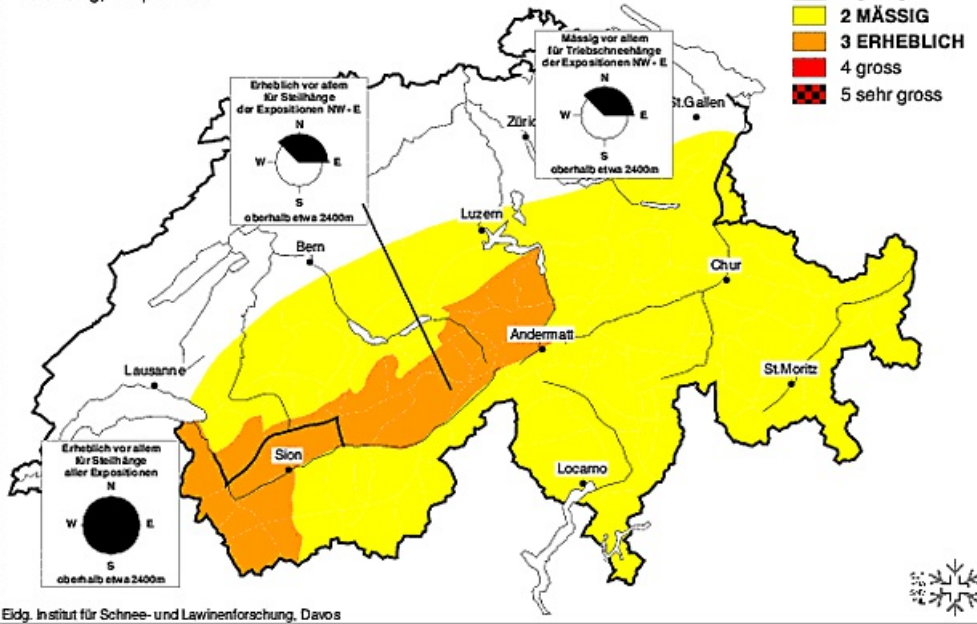 2 MÄSSIG
3 ERHEBLICH
4 gross
5 sehr gross
Mässig vor allem
für Triebschneehänge
der Expositionen NW - E
N
W
E
S
oberhalb etwa 2400m
Erheblich vor allem
für Steilhänge
der Expositionen NW - E
N
W
E
S
oberhalb etwa 2400m
St.Gallen
Luzern
Bern
Chur
Andermatt
Lausanne
St.Moritz
Sion
Locarno
Erheblich vor allem
für Steilhänge
aller Expositionen
N
W
E
S
oberhalb etwa 2400m
Eidg. Institut für Schnee- und Lawinenforschung, Davos